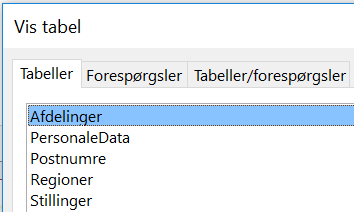 Vis tabel
Tabeller Forespørgsler Tabeller/forespørgsler
Afdelinger
PersonaleData
Postnumre
Regioner
Stillinger